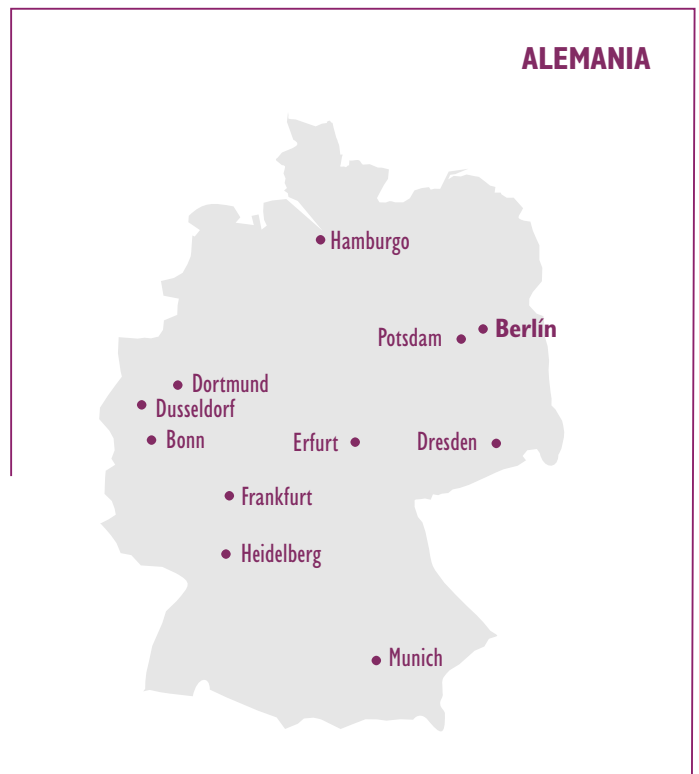 ALEMANIA
Hamburgo
Berlín
Potsdam
Dortmund
Dusseldorf
Bonn
Erfurt
Dresden
Frankfurt
Heidelberg
Munich